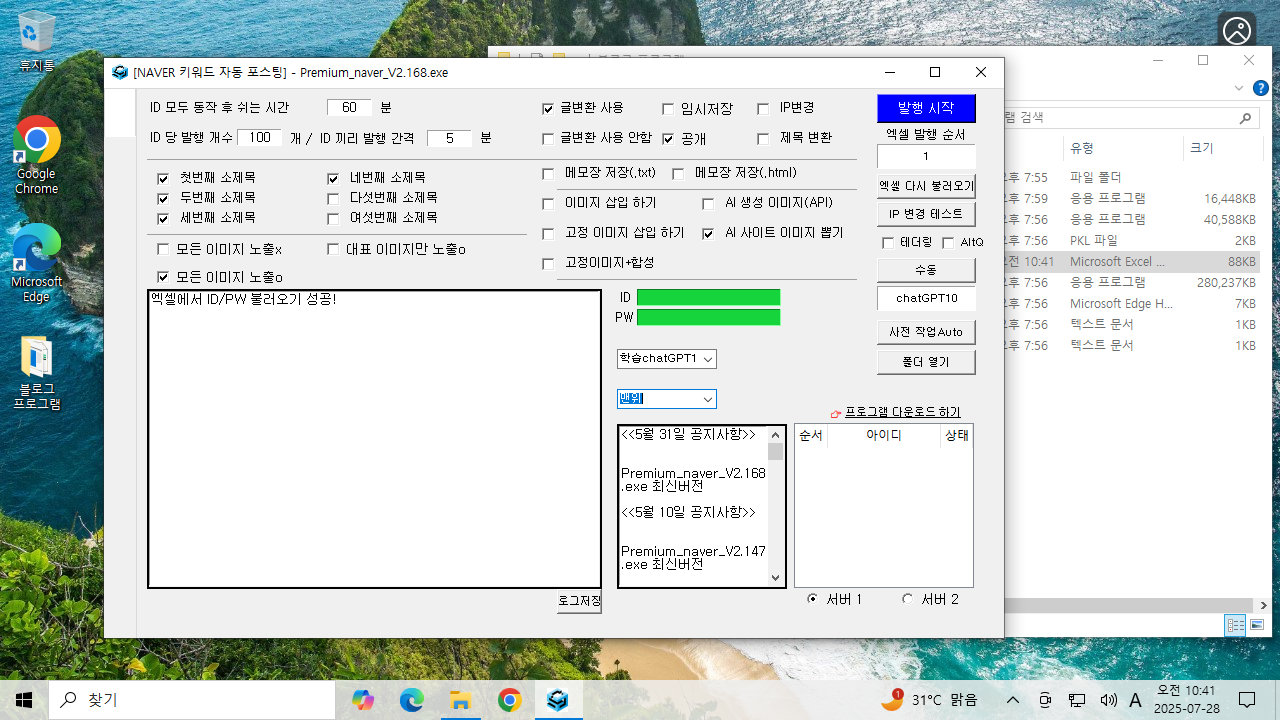 휴지통
Google
Chrome
Microsoft
Edge
블로그
프로그램
[NAVER 키워드 자동 포스팅] - Premium_naver_V2.168.exe
ID 모두 동작 후 쉬는 시간 60 분
ID 당 발행 개수 100 개 / ID 끼리 발행 간격 5 분
글변환 사용 임시저장 IP변경
글변환 사용 안함 공개 제목 변환
메모장 저장(.txt) 메모장 저장(.html)
첫번째 소제목 네번째 소제목
두번째 소제목 다섯번째 소제목
세번째 소제목 여섯번째 소제목
모든 이미지 노출x 대표 이미지만 노출o
모든 이미지 노출o
이미지 삽입 하기 AI 생성 이미지(API)
고정 이미지 삽입 하기 AI 사이트 이미지 뽑기
고정이미지+합성
발행 시작
엑셀 발행 순서
1
엑셀 다시 불러오기
IP 변경 테스트
테더링 AltQ
수동
chatGPT10
사전 작업Auto
폴더 열기
엑셀에서 ID/PW 불러오기 성공!
로그저장
ID
PW
학습chatGPT1
맨위
<<5월 31일 공지사항>>
Premium_naver_V2.168
.exe 최신버전
<<5월 10일 공지사항>>
Premium_naver_V2.147
.exe 최신버전
프로그램 다운로드 하기
순서 아이디 상태
서버 1 서버 2
램 검색
유형 크기
오후 7:55 파일 폴더
오후 7:59 응용 프로그램 16,448KB
오후 7:56 응용 프로그램 40,588KB
오후 7:56 PKL 파일 2KB
오전 10:41 Microsoft Excel ... 88KB
오후 7:56 응용 프로그램 280,237KB
오후 7:56 Microsoft Edge H... 7KB
오후 7:56 텍스트 문서 1KB
오후 7:56 텍스트 문서 1KB
찾기
1
31°C 맑음
A
오전 10:41
2025-07-28